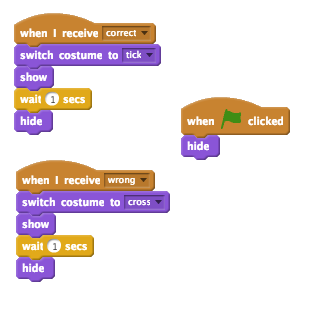 when I receive correct
switch costume to tick
show
wait 1 secs
hide
when clicked
hide
when I receive wrong
switch costume to cross
show
wait 1 secs
hide